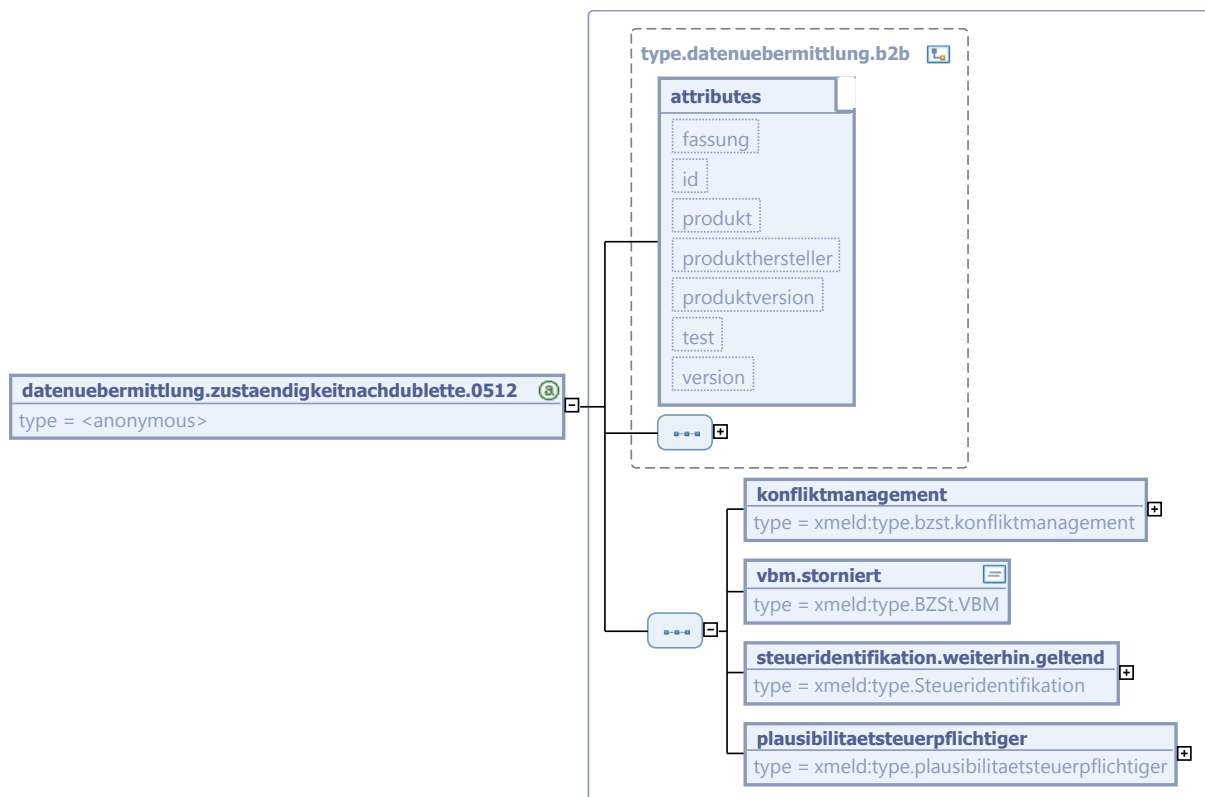 type.datenuebermittlung.b2b
attributes
fassung
id
produkt
produkthersteller
produktversion
test
version
datenuebermittlung.zustaendigkeitnachdublette.0512 a
type = <anonymous>
konfliktmanagement
type = xmeld:type.bzst.konfliktmanagement
vbm.storniert
type = xmeld:type.BZSt.VBM
steueridentifikation.weiterhin.geltend
type = xmeld:type.Steueridentifikation
plausibilitaetsteuerpflichtiger
type = xmeld:type.plausibilitaetsteuerpflichtiger